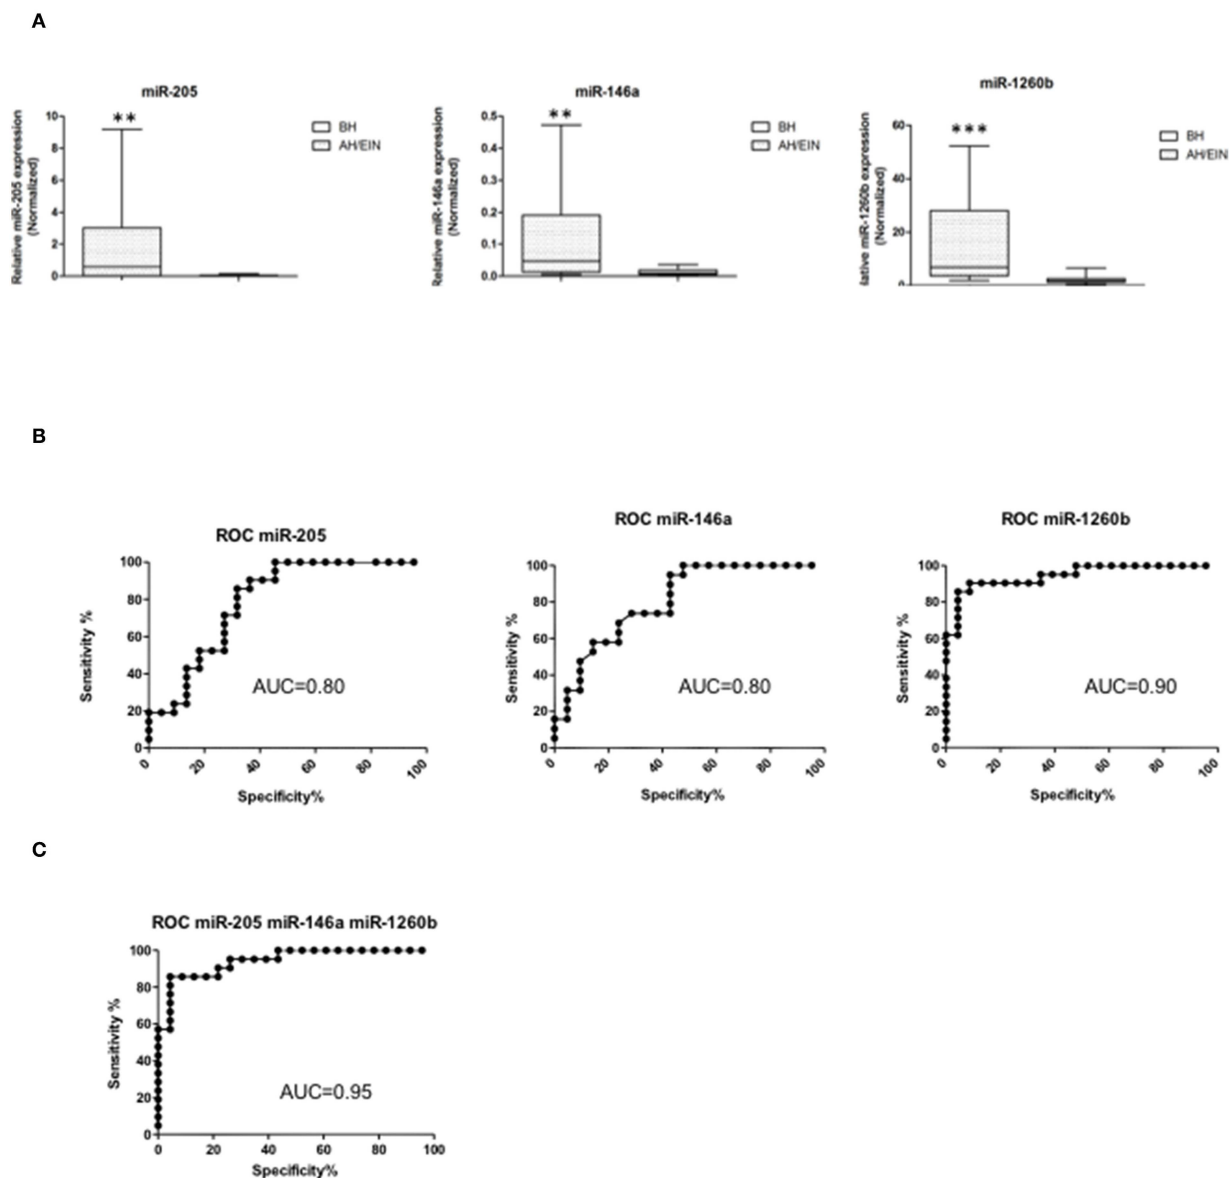 A
miR-205
Relative miR-205 expression
(Normalized)
10
8
6
4
2
0
**
BH
AH/EIN
miR-146a
Relative miR-146a expression
(Normalized)
0.5
0.4
0.3
0.2
0.1
0.0
**
BH
AH/EIN
miR-1260b
lative miR-1260b expression
(Normalized)
60
40
20
0
***
BH
AH/EIN
B
ROC miR-205
Sensitivity %
100
80
60
40
20
0
AUC=0.80
0 20 40 60 80 100
Specificity%
ROC miR-146a
Sensitivity %
100
80
60
40
20
0
AUC=0.80
0 20 40 60 80 100
Specificity%
ROC miR-1260b
Sensitivity %
100
80
60
40
20
0
AUC=0.90
0 20 40 60 80 100
Specificity%
C
ROC miR-205 miR-146a miR-1260b
Sensitivity %
100
80
60
40
20
0
AUC=0.95
0 20 40 60 80 100
Specificity%